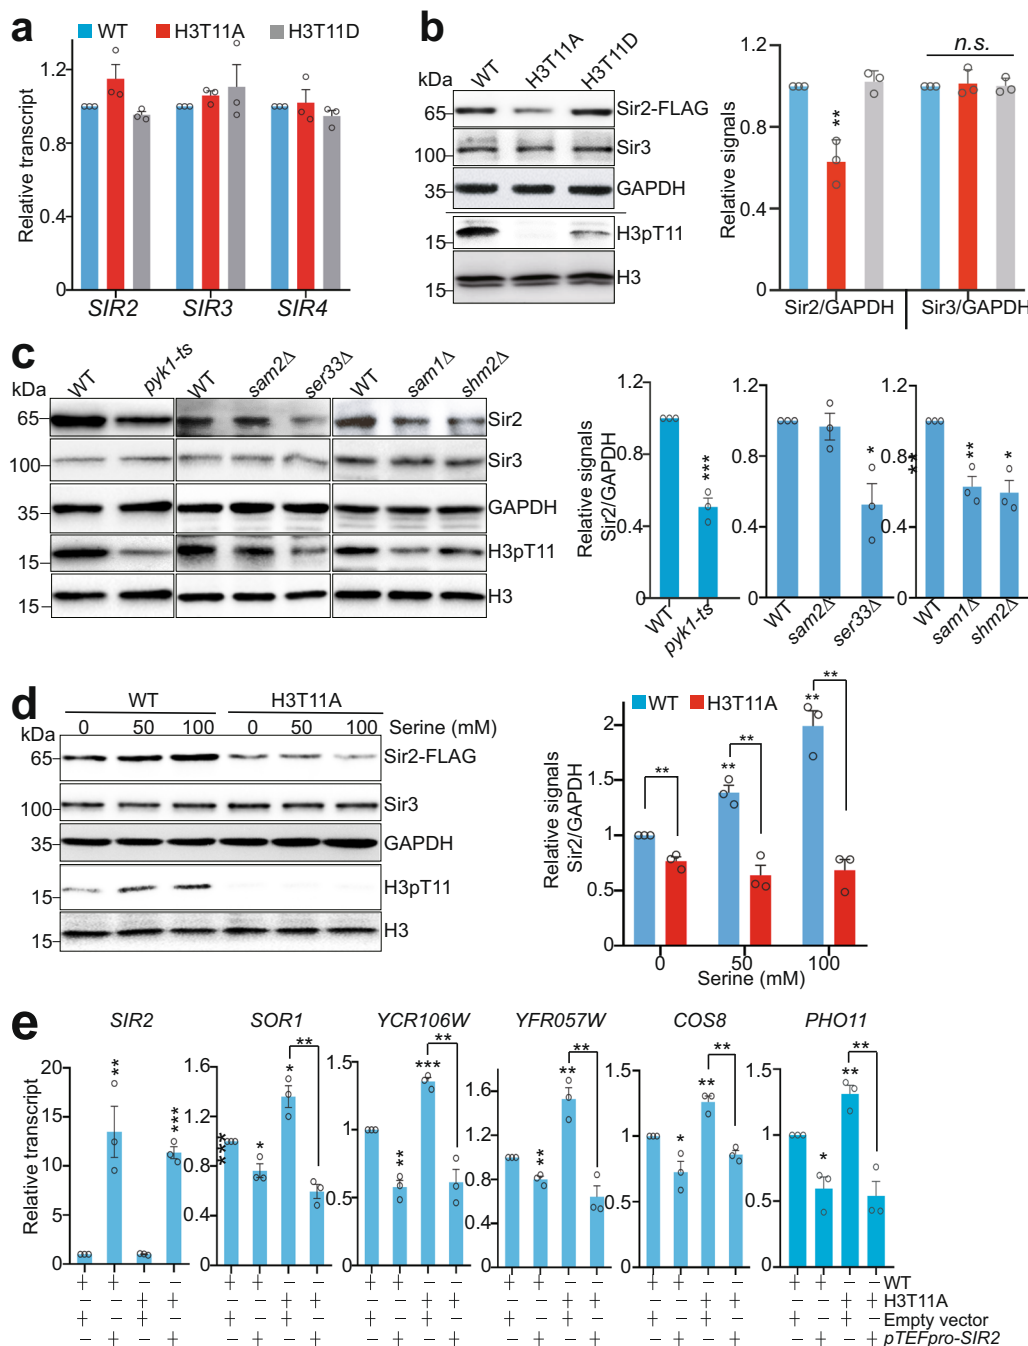 a
WT H3T11A H3T11D
Relative transcript
1.2
0.8
0.4
0
SIR2 SIR3 SIR4
b
kDa WT H3T11A H3T11D
65 Sir2-FLAG
100 Sir3
35 GAPDH
15 H3pT11
15 H3
Relative signals
1.2
0.8
0.4
0
**
n.s.
Sir2/GAPDH Sir3/GAPDH
c
kDa WT pyk1-ts WT sam2Δ ser33Δ WT sam1Δ shm2Δ
65 Sir2
100 Sir3
35 GAPDH
15 H3pT11
15 H3
Relative signals
Sir2/GAPDH
1.2
0.8
0.4
0
***
WT pyk1-ts
1.2
0.8
0.4
0
*
WT sam2Δ ser33Δ
1.2
0.8
0.4
0
**
** *
WT sam1Δ shm2Δ
d
WT H3T11A
0 50 100 0 50 100 Serine (mM)
kDa
65 Sir2-FLAG
100 Sir3
35 GAPDH
15 H3pT11
15 H3
WT H3T11A
Relative signals
Sir2/GAPDH
2
1.5
1
0.5
0
** ** ** ** **
0 50 100
Serine (mM)
e
SIR2 SOR1 YCR106W YFR057W COS8 PHO11
Relative transcript
20
15
10
5
0
** ***
1.6
1.2
0.8
0.4
0
*** * * **
1.5
1
0.5
0
** *** **
1.6
1.2
0.8
0.4
0
** ** **
1.5
1
0.5
0
* ** **
1.5
1
0.5
0
* ** **
+ + − − + + − − + + − − + + − − + + − − + + − − WT
− − + + − − + + − − + + − − + + − − + + − − + + H3T11A
+ − + − + − + − + − + − + − + − + − + − + − + − Empty vector
− + − + − + − + − + − + − + − + − + − + − + − + pTEFpro-SIR2